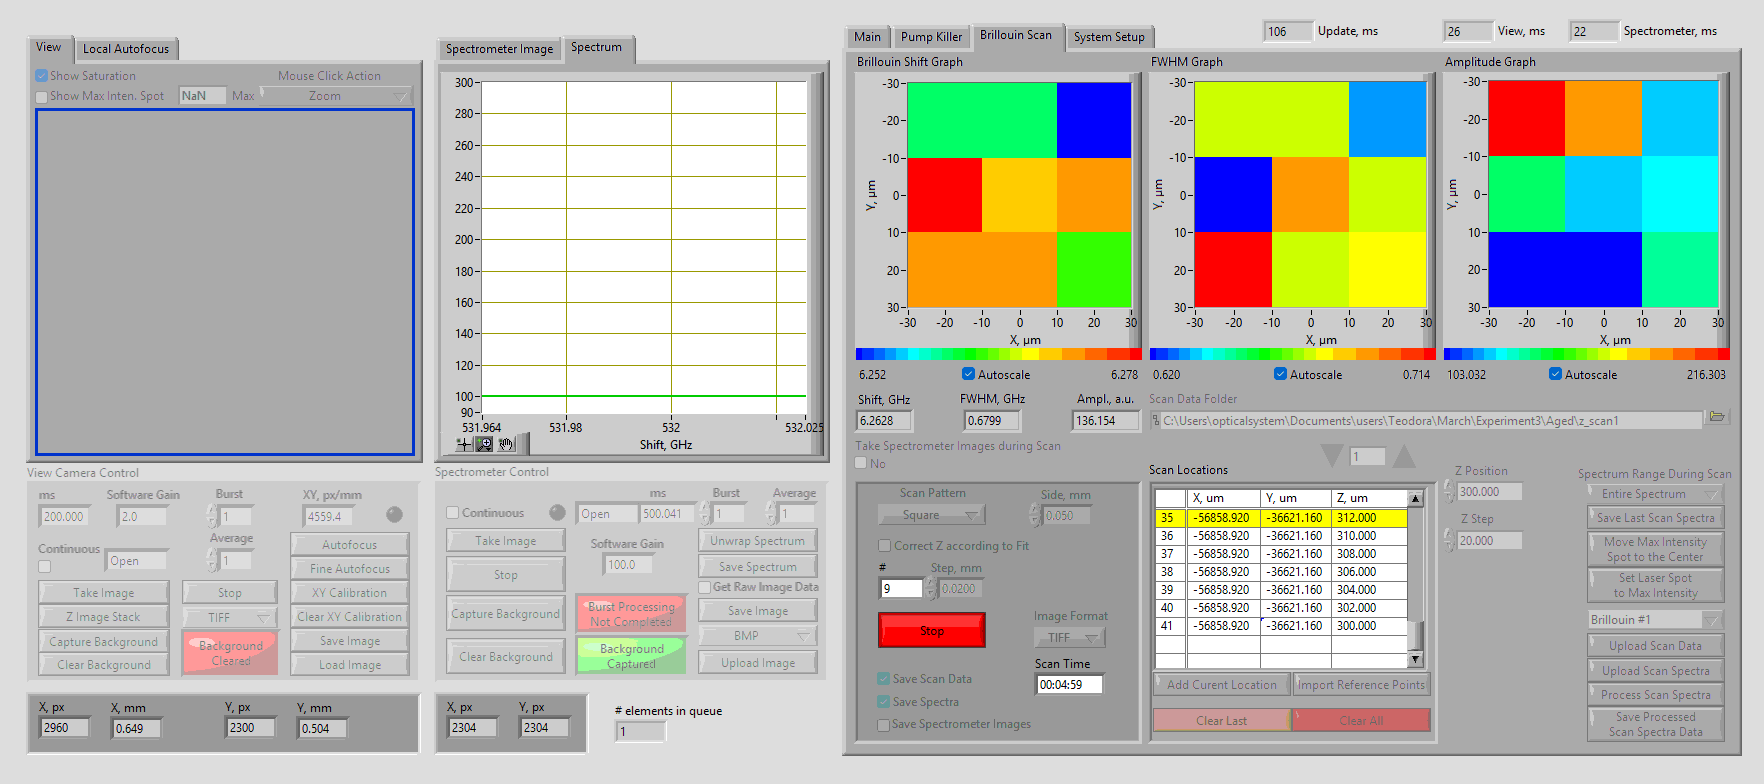 View
Local Autofocus
Show Saturation
Mouse Click Action
Show Max Inten. Spot
NaN
Max
Zoom
Spectrometer Image
Spectrum
300
280
260
240
220
200
180
160
140
120
100
90
531.964
531.98
532
532.025
Shift, GHz
Main
Pump Killer
Brillouin Scan
System Setup
106
Update, ms
26
View, ms
22
Spectrometer, ms
Brillouin Shift Graph
-30
-20
-10
0
10
20
30
Y, µm
-30
-20
-10
0
10
20
30
X, µm
6.252
Autoscale
6.278
FWHM Graph
-30
-20
-10
0
10
20
30
Y, µm
-30
-20
-10
0
10
20
30
X, µm
0.620
Autoscale
0.714
Amplitude Graph
-30
-20
-10
0
10
20
30
Y, µm
-30
-20
-10
0
10
20
30
X, µm
103.032
Autoscale
216.303
Shift, GHz
6.2628
FWHM, GHz
0.6799
Ampl., a.u.
136.154
Scan Data Folder
C:\Users\opticalsystem\Documents\users\Teodora\March\Experiment3\Aged\z_scan1
Take Spectrometer Images during Scan
No
1
View Camera Control
ms
200.000
Software Gain
2.0
Burst
1
XY, px/mm
4559.4
Continuous
Open
Average
1
Autofocus
Fine Autofocus
Take Image
Stop
XY Calibration
Z Image Stack
TIFF
Clear XY Calibration
Capture Background
Background
Cleared
Save Image
Clear Background
Load Image
X, px
2960
X, mm
0.649
Y, px
2300
Y, mm
0.504
Spectrometer Control
Continuous
Open
ms
500.041
Burst
1
Average
1
Take Image
Software Gain
100.0
Unwrap Spectrum
Stop
Save Spectrum
Get Raw Image Data
Capture Background
Burst Processing
Not Completed
Save Image
BMP
Clear Background
Background
Captured
Upload Image
X, px
2304
Y, px
2304
# elements in queue
1
Scan Pattern
Square
Side, mm
0.050
Correct Z according to Fit
#
9
Step, mm
0.0200
Stop
Image Format
TIFF
Save Scan Data
Save Spectra
Save Spectrometer Images
Scan Time
00:04:59
Scan Locations
X, um Y, um Z, um
35 -56858.920 -36621.160 312.000
36 -56858.920 -36621.160 310.000
37 -56858.920 -36621.160 308.000
38 -56858.920 -36621.160 306.000
39 -56858.920 -36621.160 304.000
40 -56858.920 -36621.160 302.000
41 -56858.920 -36621.160 300.000
Add Curent Location
Import Reference Points
Clear Last
Clear All
Z Position
300.000
Z Step
20.000
Spectrum Range During Scan
Entire Spectrum
Save Last Scan Spectra
Move Max Intensity
Spot to the Center
Set Laser Spot
to Max Intensity
Brillouin #1
Upload Scan Data
Upload Scan Spectra
Process Scan Spectra
Save Processed
Scan Spectra Data